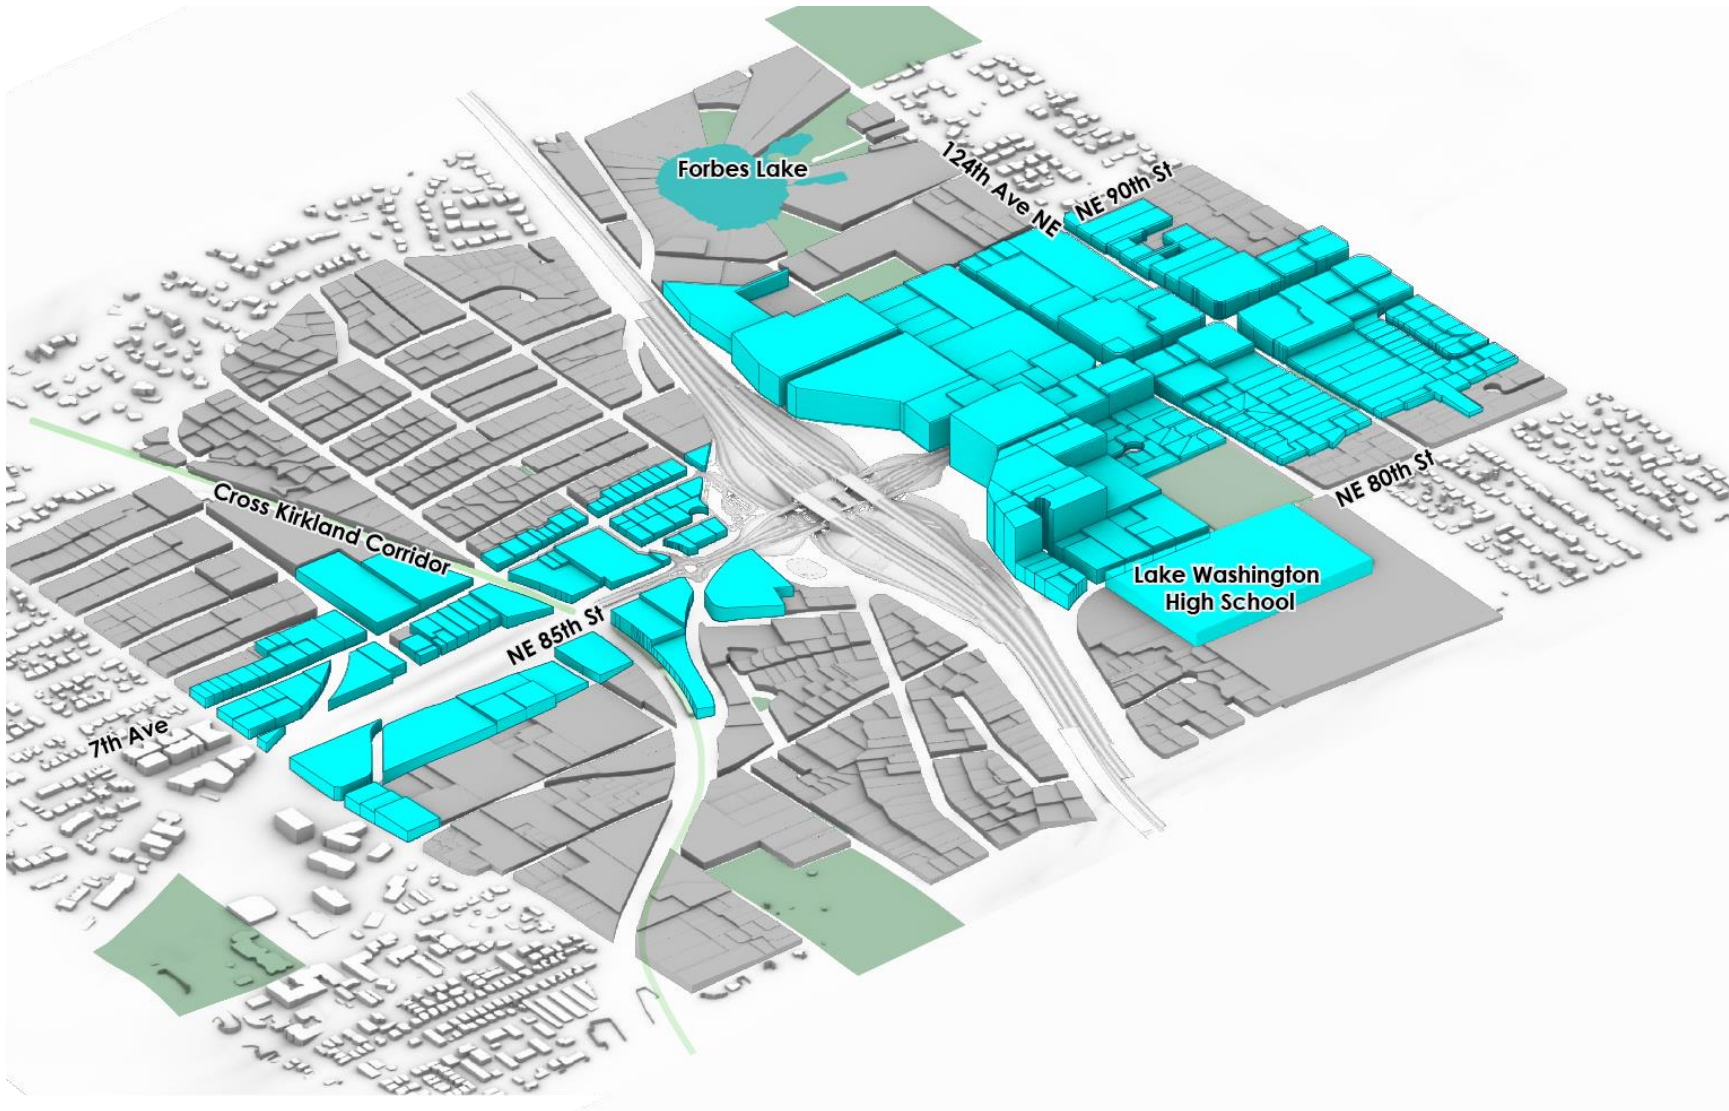 Forbes Lake
124th Ave NE
NE 90th St
NE 80th St
Cross Kirkland Corridor
Lake Washington
High School
NE 85th St
7th Ave